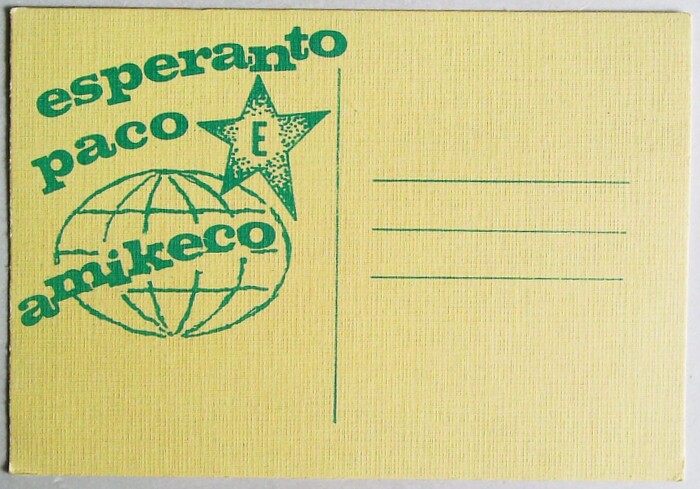 esperanto
paco
E
amikeco